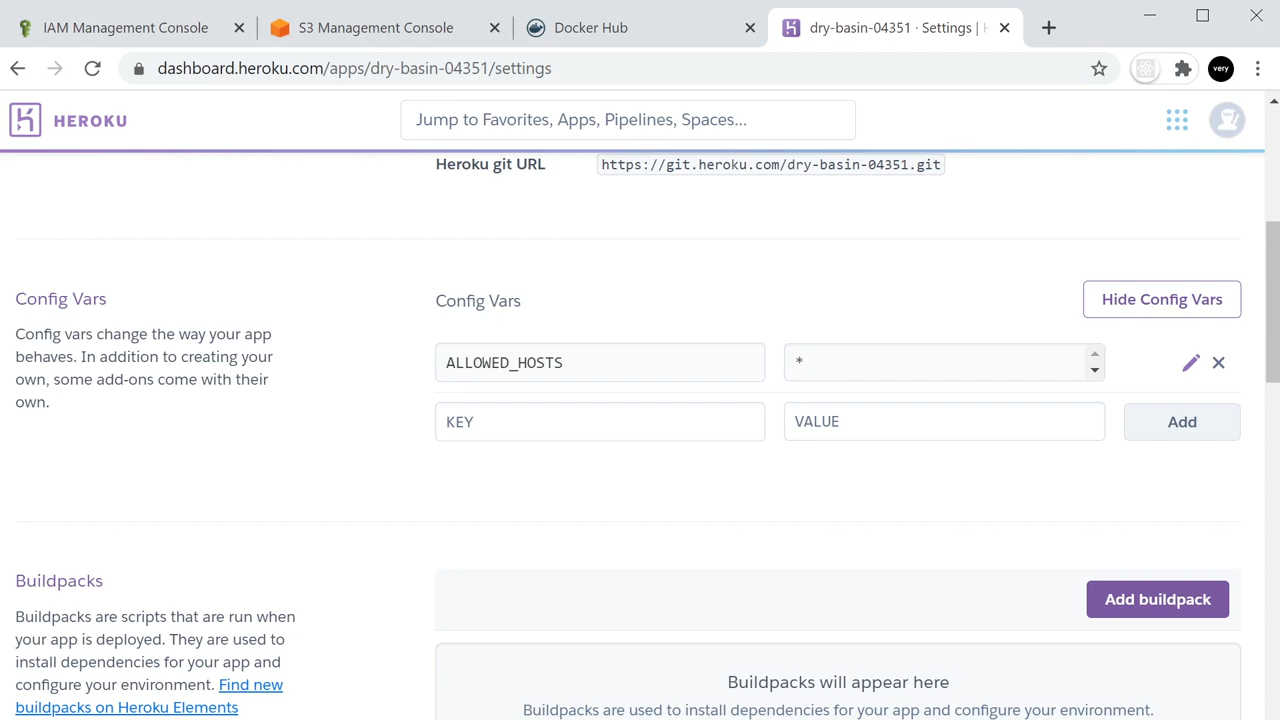 IAM Management Console
S3 Management Console
Docker Hub
dry-basin-04351 · Settings |
dashboard.heroku.com/apps/dry-basin-04351/settings
very
HEROKU
Jump to Favorites, Apps, Pipelines, Spaces...
Heroku git URL
https://git.heroku.com/dry-basin-04351.git
Config Vars
Config vars change the way your app
behaves. In addition to creating your
own, some add-ons come with their
own.
Config Vars
Hide Config Vars
ALLOWED_HOSTS
*
KEY
VALUE
Add
Buildpacks
Buildpacks are scripts that are run when
your app is deployed. They are used to
install dependencies for your app and
configure your environment. Find new
buildpacks on Heroku Elements
Add buildpack
Buildpacks will appear here
Buildpacks are used to install dependencies for your app and configure your environment.